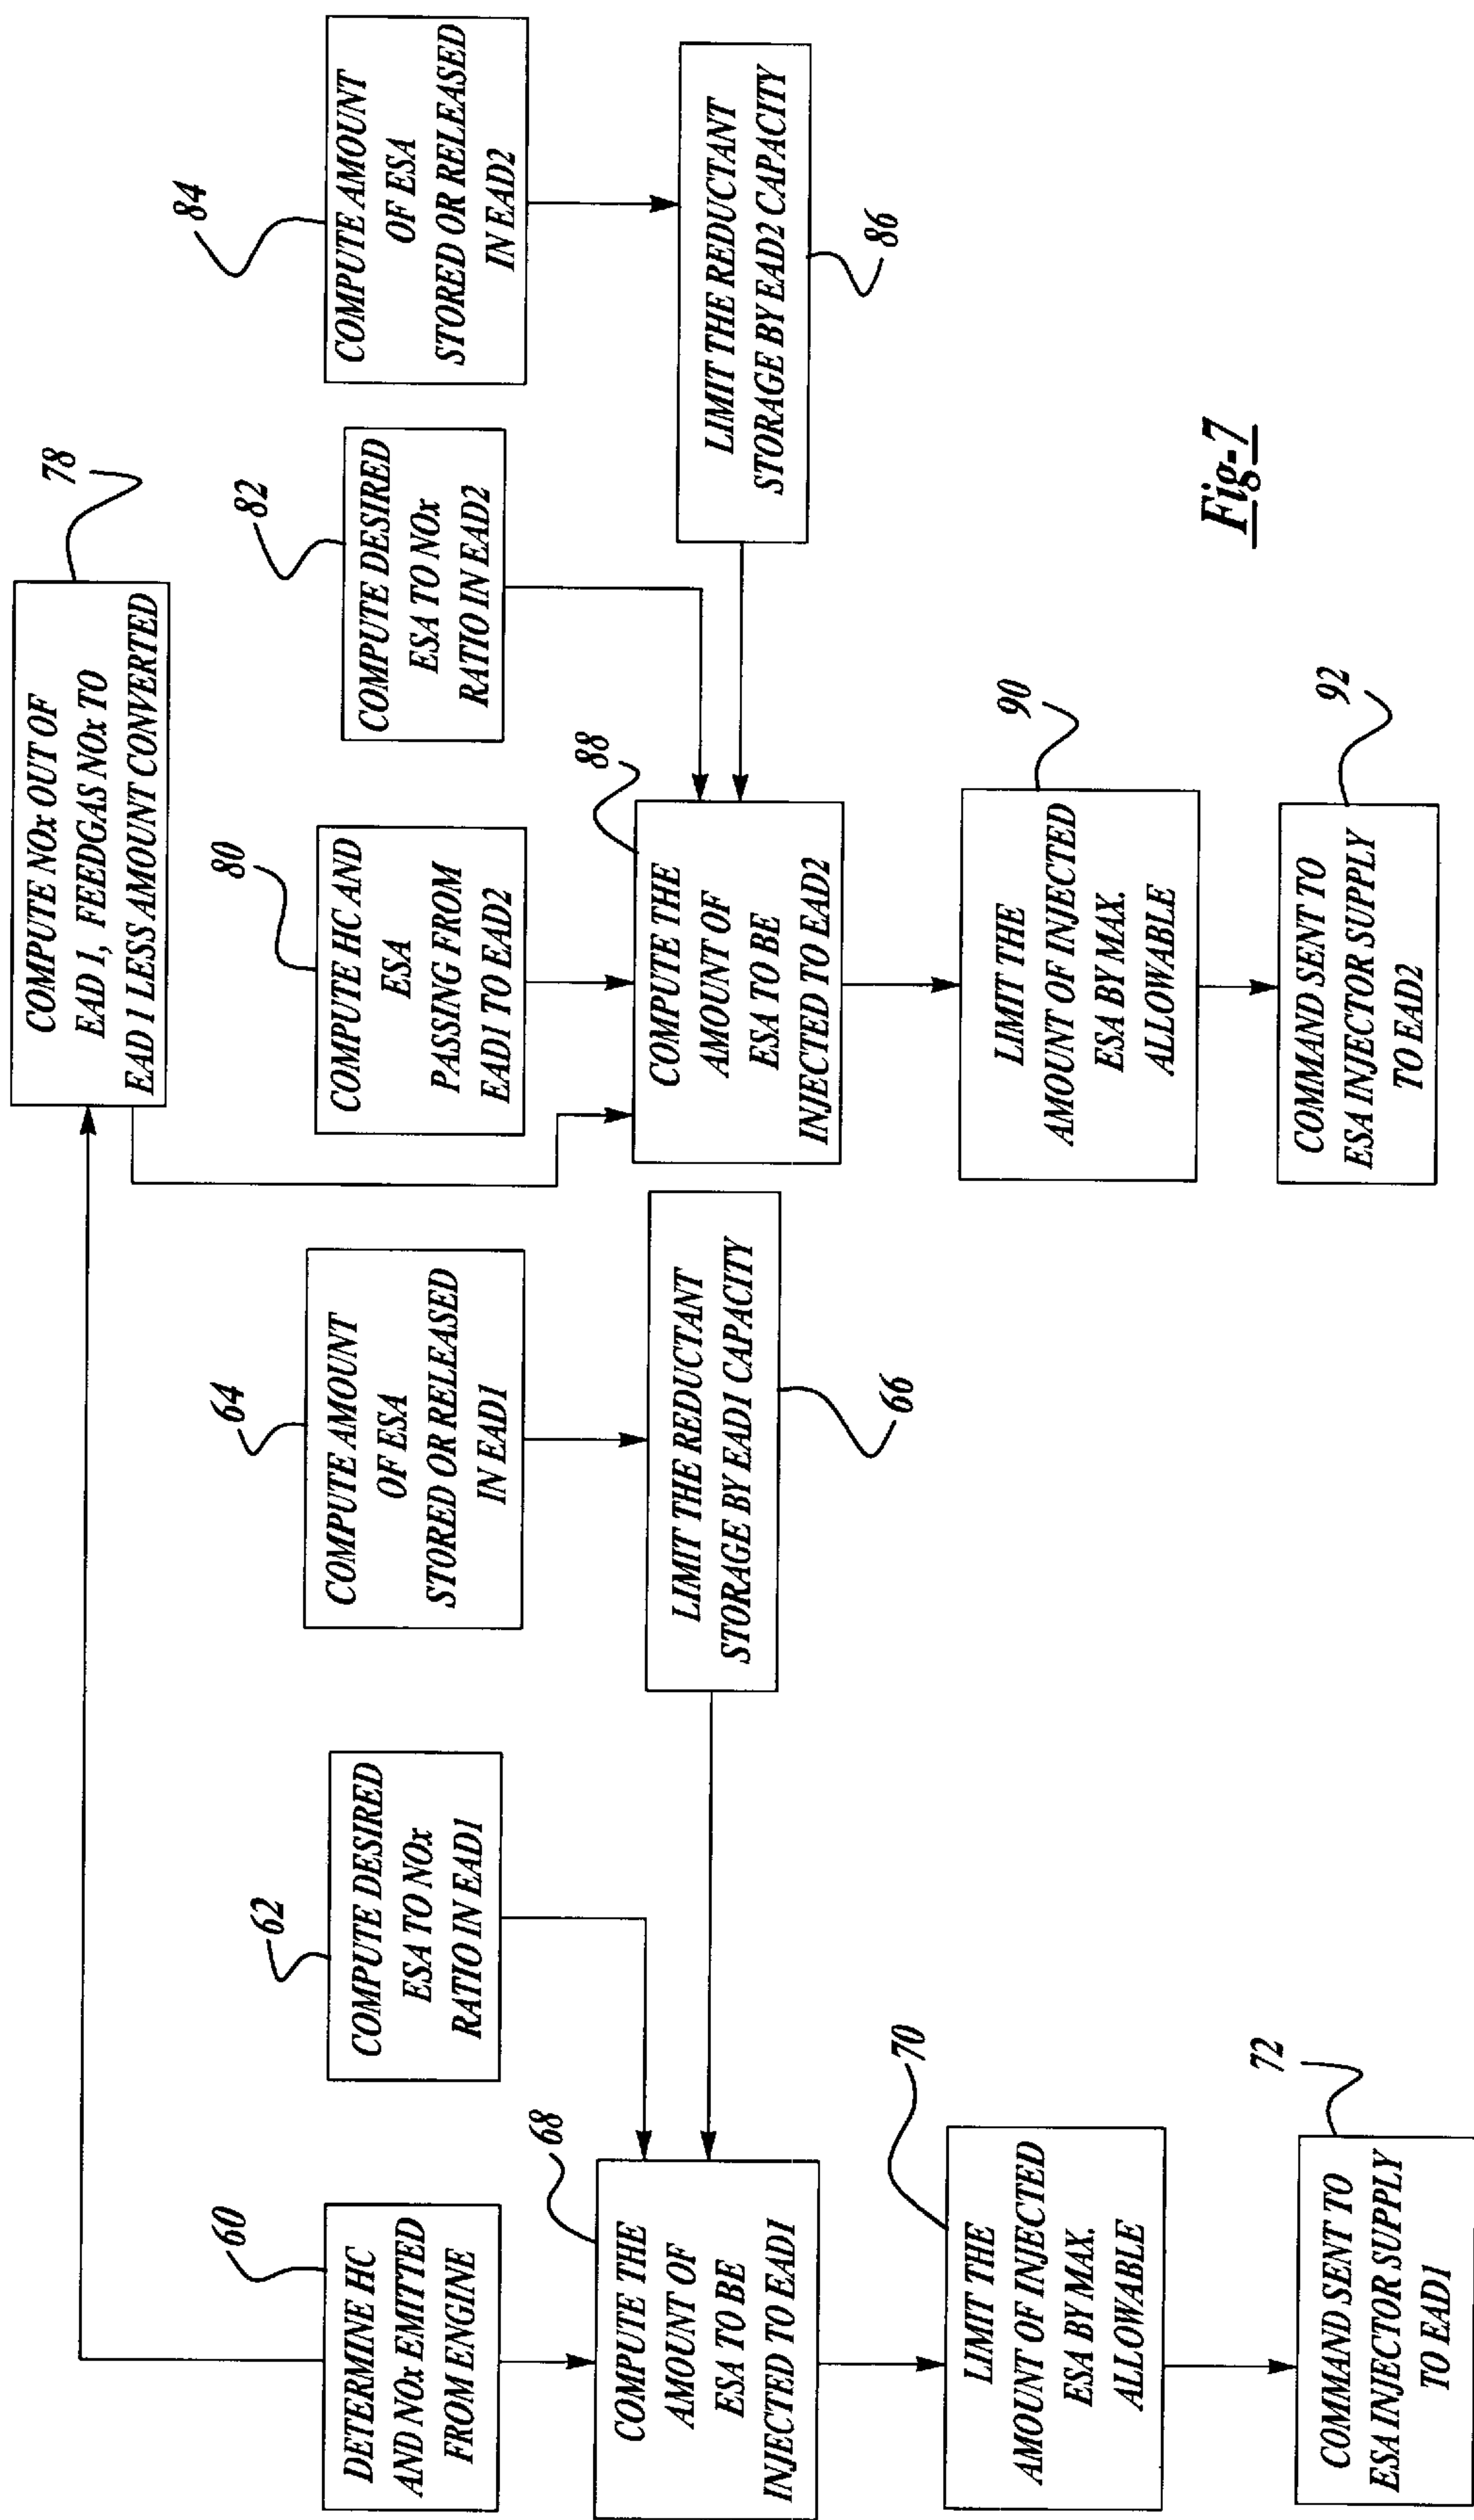 78
COMPUTE NOx OUT OF
EAD 1, FEEDGAS NOx TO
EAD 1 LESS AMOUNT CONVERTED
60
DETERMINE HC
AND NOx EMITTED
FROM ENGINE
62
COMPUTE DESIRED
ESA TO NOx
RATIO IN EAD1
64
COMPUTE AMOUNT
OF ESA
STORED OR RELEASED
IN EAD1
80
COMPUTE HC AND
ESA
PASSING FROM
EAD1 TO EAD2
82
COMPUTE DESIRED
ESA TO NOx
RATIO IN EAD2
84
COMPUTE AMOUNT
OF ESA
STORED OR RELEASED
IN EAD2
68
COMPUTE THE
AMOUNT OF
ESA TO BE
INJECTED TO EAD1
LIMIT THE REDUCTANT
STORAGE BY EAD1 CAPACITY
66
88
COMPUTE THE
AMOUNT OF
ESA TO BE
INJECTED TO EAD2
LIMIT THE REDUCTANT
STORAGE BY EAD2 CAPACITY
86
70
LIMIT THE
AMOUNT OF INJECTED
ESA BY MAX.
ALLOWABLE
90
LIMIT THE
AMOUNT OF INJECTED
ESA BY MAX.
ALLOWABLE
72
COMMAND SENT TO
ESA INJECTOR SUPPLY
TO EAD1
92
COMMAND SENT TO
ESA INJECTOR SUPPLY
TO EAD2
Fig-7